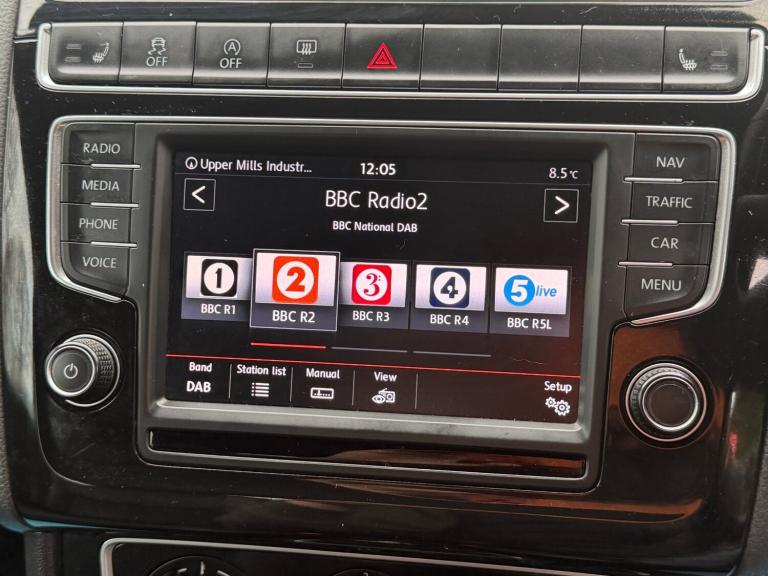 OFF
A
OFF
RADIO
MEDIA
PHONE
VOICE
Upper Mills Industr... 12:05 8.5°C
< BBC Radio2 >
BBC National DAB
1 2 3 4 5live
BBC R1 BBC R2 BBC R3 BBC R4 BBC R5L
Band Station list Manual View Setup
DAB
NAV
TRAFFIC
CAR
MENU